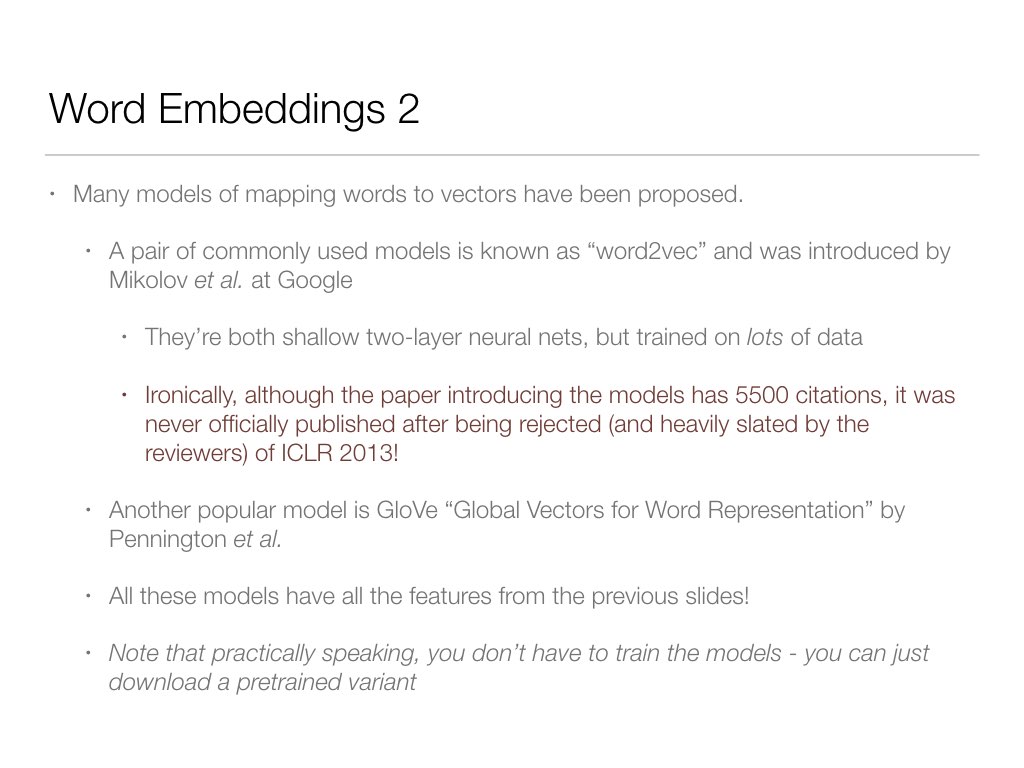 Word Embeddings 2
• Many models of mapping words to vectors have been proposed.
• A pair of commonly used models is known as “word2vec” and was introduced by
Mikolov et al. at Google
• They’re both shallow two-layer neural nets, but trained on lots of data
• Ironically, although the paper introducing the models has 5500 citations, it was
never officially published after being rejected (and heavily slated by the
reviewers) of ICLR 2013!
• Another popular model is GloVe “Global Vectors for Word Representation” by
Pennington et al.
• All these models have all the features from the previous slides!
• Note that practically speaking, you don’t have to train the models - you can just
download a pretrained variant